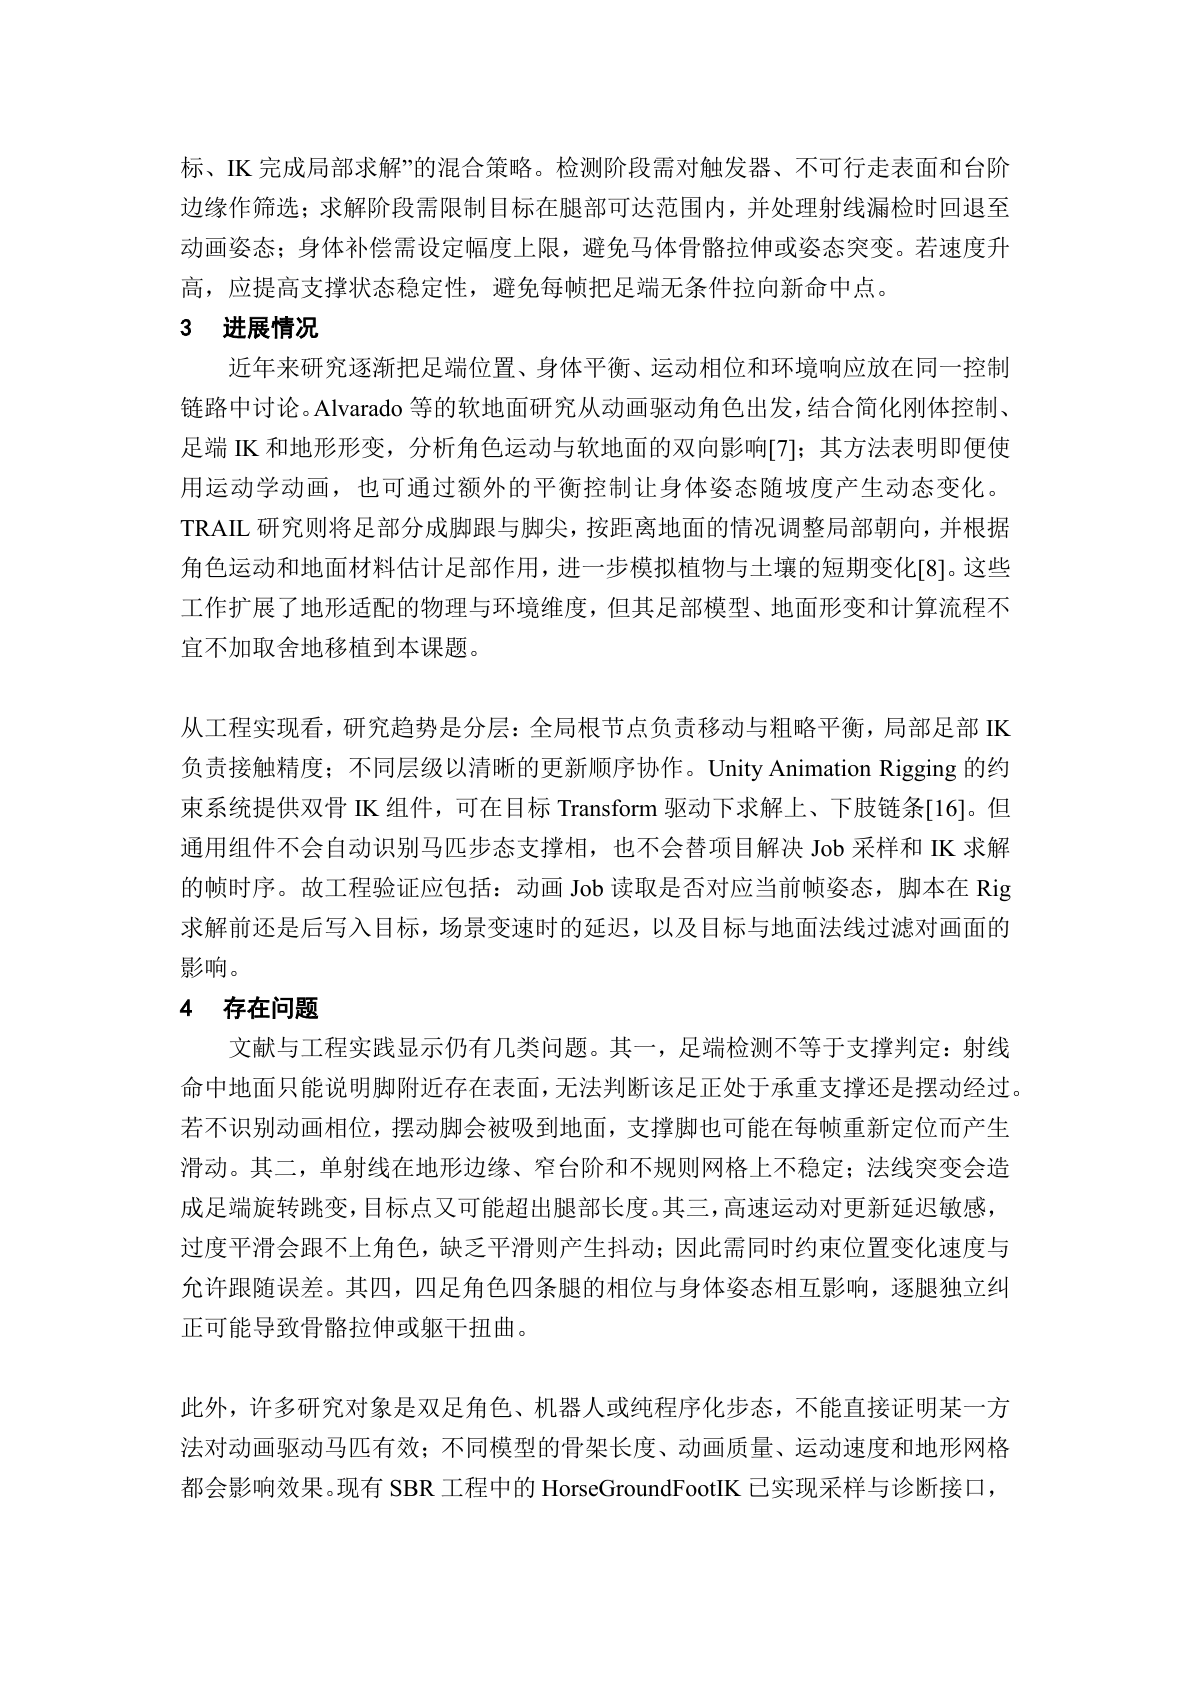 标、IK 完成局部求解”的混合策略。检测阶段需对触发器、不可行走表面和台阶
边缘作筛选；求解阶段需限制目标在腿部可达范围内，并处理射线漏检时回退至
动画姿态；身体补偿需设定幅度上限，避免马体骨骼拉伸或姿态突变。若速度升
高，应提高支撑状态稳定性，避免每帧把足端无条件拉向新命中点。
3 进展情况
近年来研究逐渐把足端位置、身体平衡、运动相位和环境响应放在同一控制
链路中讨论。Alvarado 等的软地面研究从动画驱动角色出发，结合简化刚体控制、
足端 IK 和地形形变，分析角色运动与软地面的双向影响[7]；其方法表明即便使
用运动学动画，也可通过额外的平衡控制让身体姿态随坡度产生动态变化。
TRAIL 研究则将足部分成脚跟与脚尖，按距离地面的情况调整局部朝向，并根据
角色运动和地面材料估计足部作用，进一步模拟植物与土壤的短期变化[8]。这些
工作扩展了地形适配的物理与环境维度，但其足部模型、地面形变和计算流程不
宜不加取舍地移植到本课题。
从工程实现看，研究趋势是分层：全局根节点负责移动与粗略平衡，局部足部 IK
负责接触精度；不同层级以清晰的更新顺序协作。Unity Animation Rigging 的约
束系统提供双骨 IK 组件，可在目标 Transform 驱动下求解上、下肢链条[16]。但
通用组件不会自动识别马匹步态支撑相，也不会替项目解决 Job 采样和 IK 求解
的帧时序。故工程验证应包括：动画 Job 读取是否对应当前帧姿态，脚本在 Rig
求解前还是后写入目标，场景变速时的延迟，以及目标与地面法线过滤对画面的
影响。
4 存在问题
文献与工程实践显示仍有几类问题。其一，足端检测不等于支撑判定：射线
命中地面只能说明脚附近存在表面，无法判断该足正处于承重支撑还是摆动经过。
若不识别动画相位，摆动脚会被吸到地面，支撑脚也可能在每帧重新定位而产生
滑动。其二，单射线在地形边缘、窄台阶和不规则网格上不稳定；法线突变会造
成足端旋转跳变，目标点又可能超出腿部长度。其三，高速运动对更新延迟敏感，
过度平滑会跟不上角色，缺乏平滑则产生抖动；因此需同时约束位置变化速度与
允许跟随误差。其四，四足角色四条腿的相位与身体姿态相互影响，逐腿独立纠
正可能导致骨骼拉伸或躯干扭曲。
此外，许多研究对象是双足角色、机器人或纯程序化步态，不能直接证明某一方
法对动画驱动马匹有效；不同模型的骨架长度、动画质量、运动速度和地形网格
都会影响效果。现有 SBR 工程中的 HorseGroundFootIK 已实现采样与诊断接口，